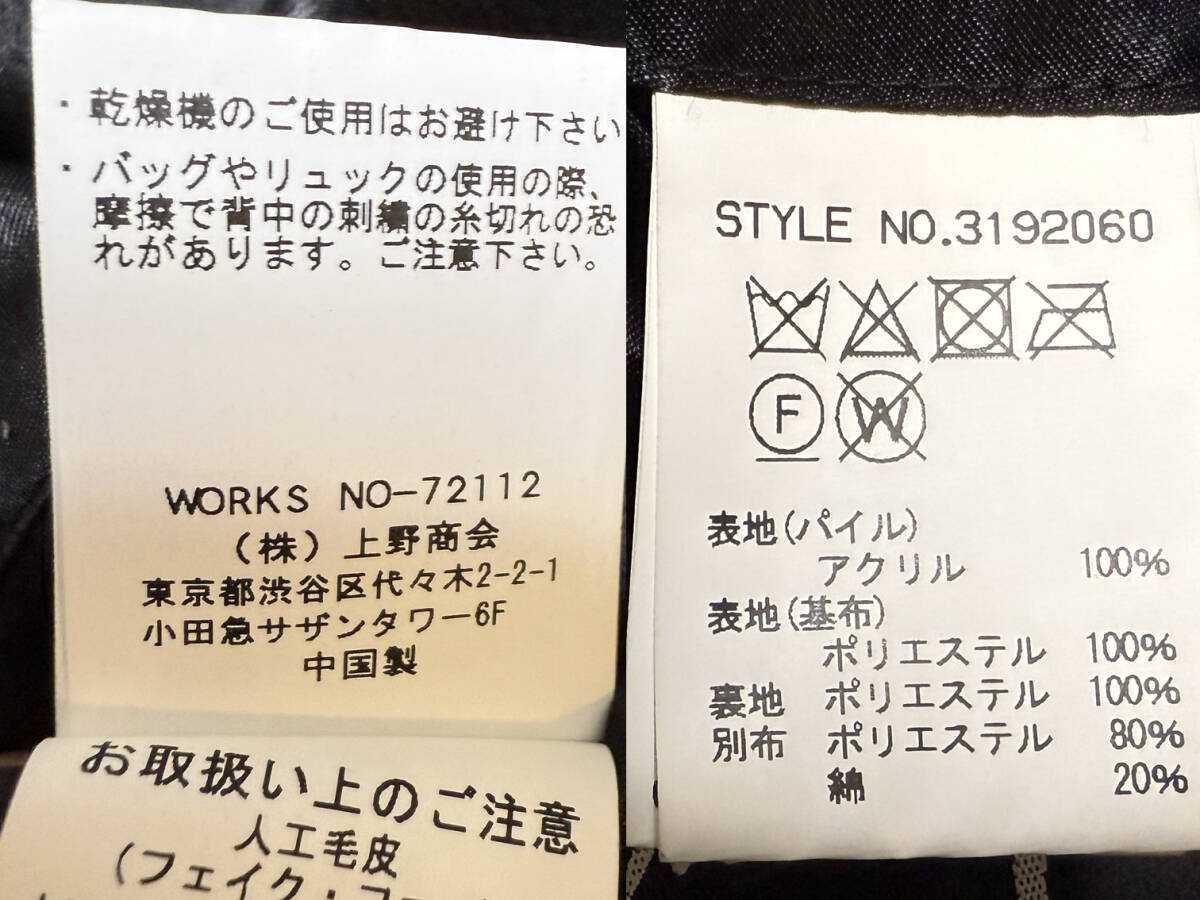 ・乾燥機のご使用はお避け下さい
・バッグやリュックの使用の際、
摩擦で背中の刺繍の糸切れの恐
れがあります。ご注意下さい。
WORKS NO-72112
(株)上野商会
東京都渋谷区代々木2-2-1
小田急サザンタワー6F
中国製
お取扱い上のご注意
人工毛皮
(フェイク・ファ
STYLE NO.3192060
F W
表地(パイル)
アクリル 100%
表地(基布)
ポリエステル 100%
裏地 ポリエステル 100%
別布 ポリエステル 80%
綿 20%